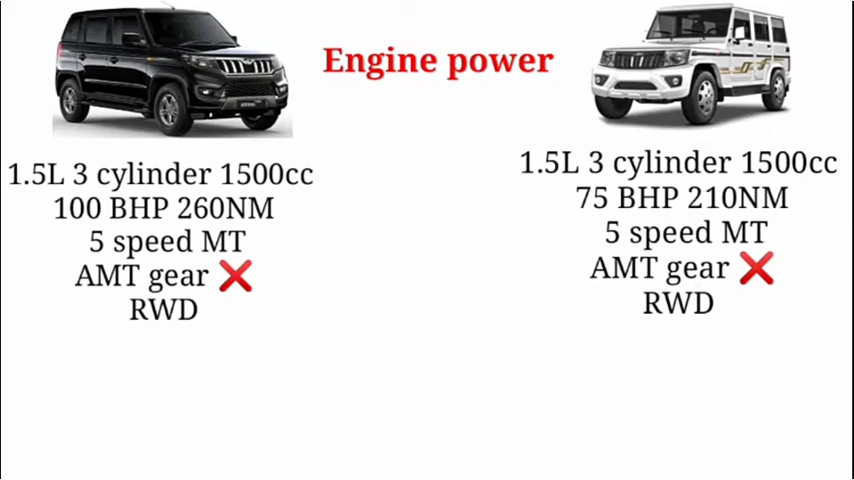 Engine power
1.5L 3 cylinder 1500cc
100 BHP 260NM
5 speed MT
AMT gear ❌
RWD
1.5L 3 cylinder 1500cc
75 BHP 210NM
5 speed MT
AMT gear ❌
RWD